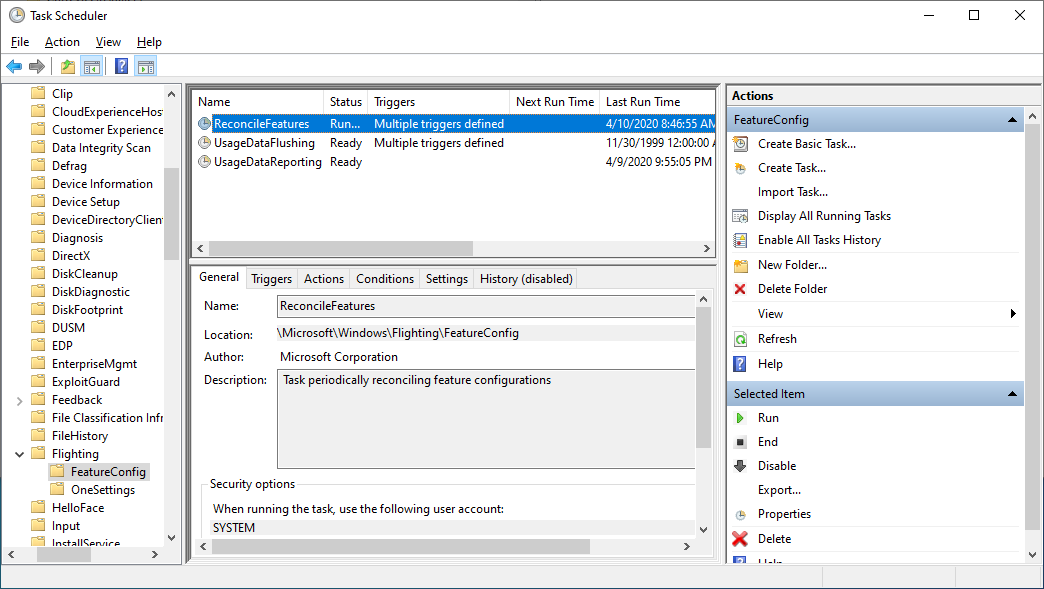 Task Scheduler
File Action View Help
Clip
CloudExperienceHos
Customer Experience
Data Integrity Scan
Defrag
Device Information
Device Setup
DeviceDirectoryClien
Diagnosis
DirectX
DiskCleanup
DiskDiagnostic
DiskFootprint
DUSM
EDP
EnterpriseMgmt
ExploitGuard
Feedback
File Classification Infr
FileHistory
Flighting
FeatureConfig
OneSettings
HelloFace
Input
InstallService
Name Status Triggers Next Run Time Last Run Time
ReconcileFeatures Run... Multiple triggers defined 4/10/2020 8:46:55 AM
UsageDataFlushing Ready Multiple triggers defined 11/30/1999 12:00:00 A
UsageDataReporting Ready 4/9/2020 9:55:05 PM
General Triggers Actions Conditions Settings History (disabled)
Name: ReconcileFeatures
Location: \Microsoft\Windows\Flighting\FeatureConfig
Author: Microsoft Corporation
Description: Task periodically reconciling feature configurations
Security options
When running the task, use the following user account:
SYSTEM
Actions
FeatureConfig
Create Basic Task...
Create Task...
Import Task...
Display All Running Tasks
Enable All Tasks History
New Folder...
Delete Folder
View
Refresh
Help
Selected Item
Run
End
Disable
Export...
Properties
Delete
Help